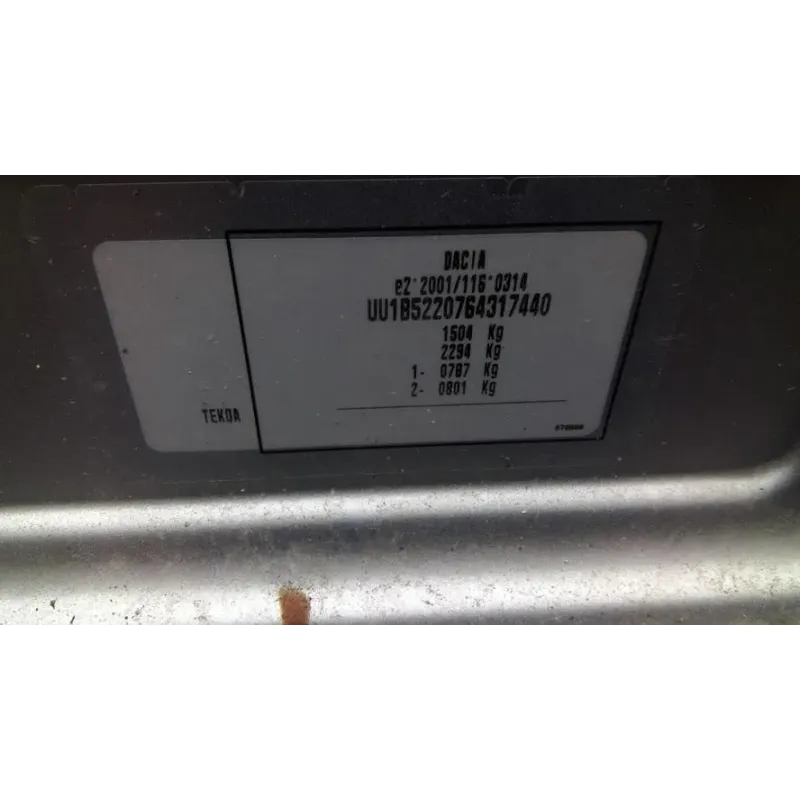 DACIA
e2*2001/116*0314
UU1B5220764317440
1504 Kg
2294 Kg
1- 0787 Kg
2- 0801 Kg
TEKOA